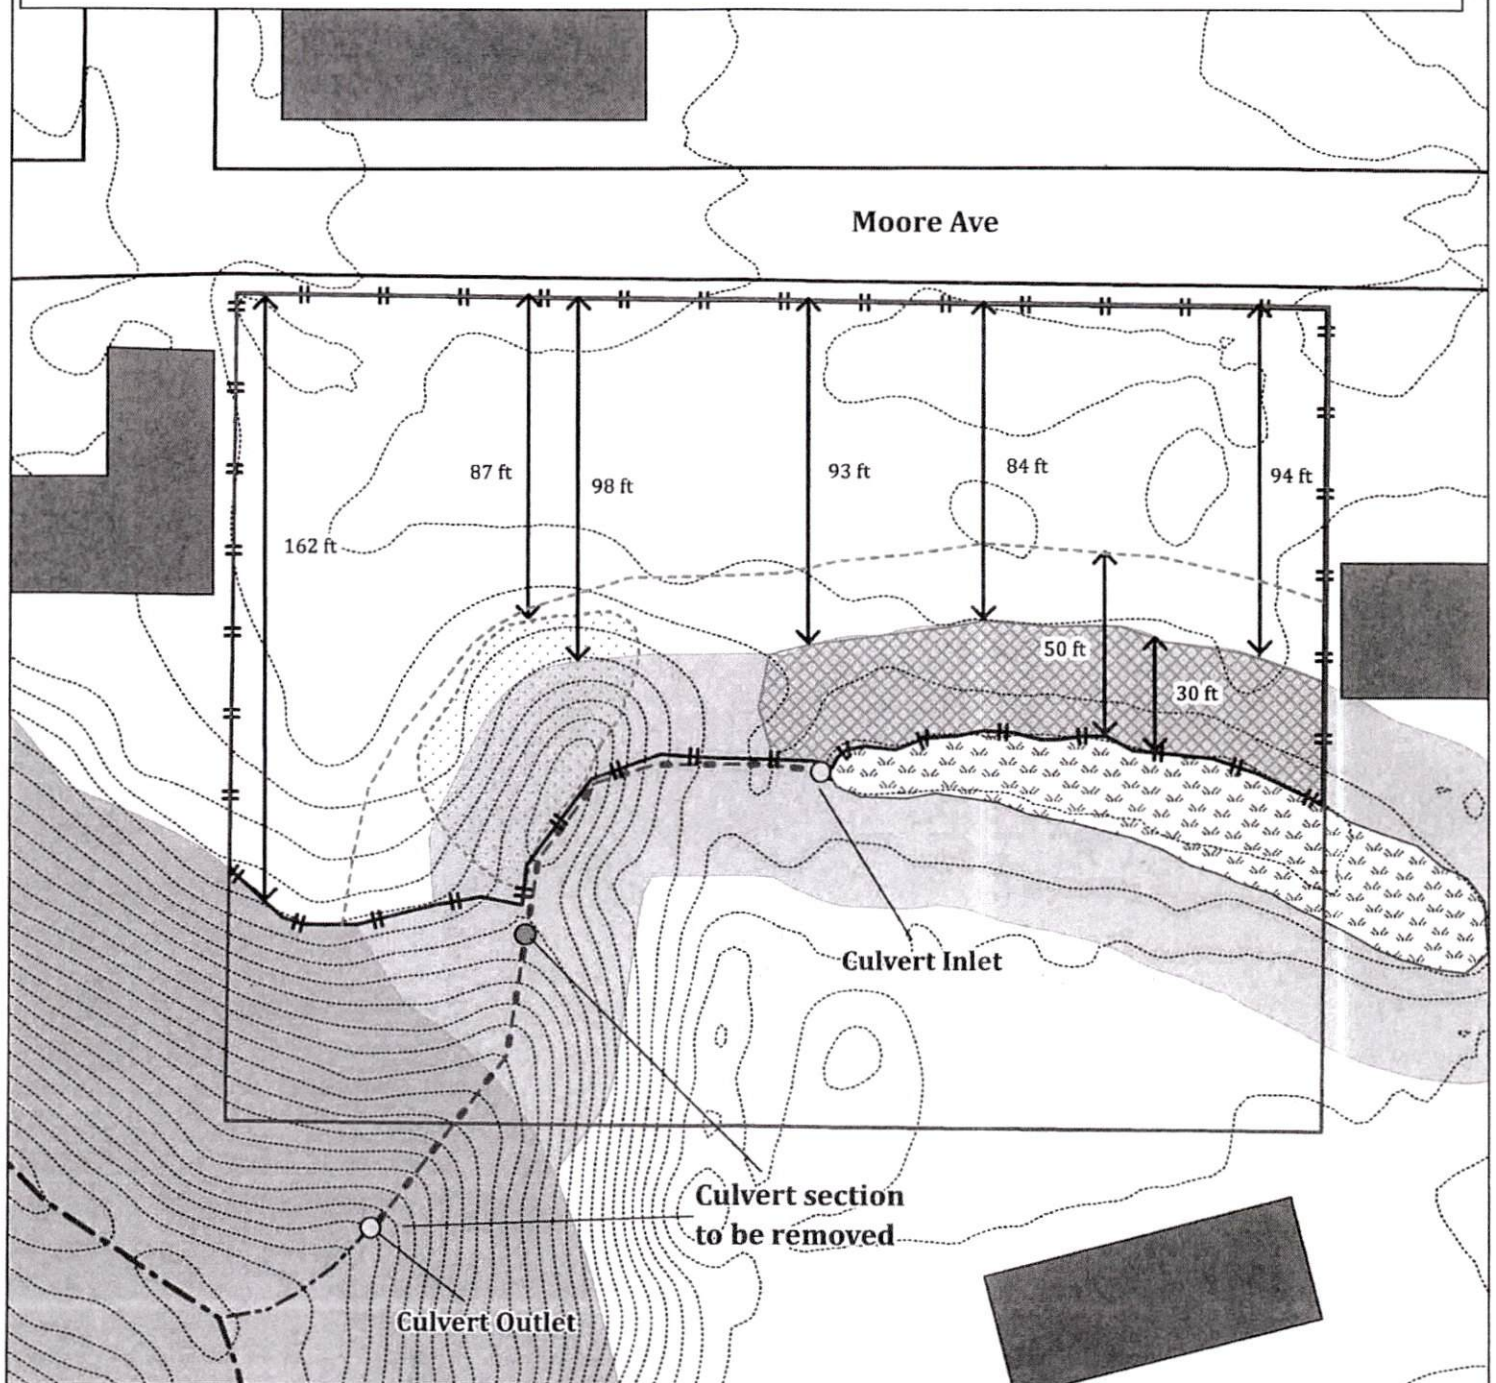 Moore Ave
87 ft
98 ft
93 ft
84 ft
94 ft
162 ft
50 ft
30 ft
Culvert Inlet
Culvert section
to be removed
Culvert Outlet